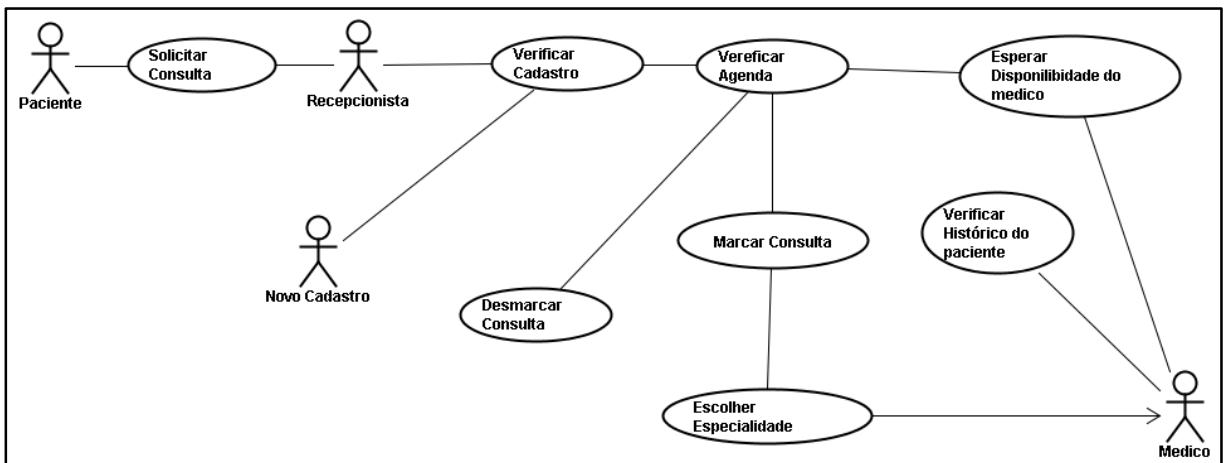 Solicitar
Consulta
Paciente
Recepcionista
Verificar
Cadastro
Vereficar
Agenda
Esperar
Disponilibidade do
medico
Verificar
Histórico do
paciente
Marcar Consulta
Novo Cadastro
Desmarcar
Consulta
Escolher
Especialidade
Medico